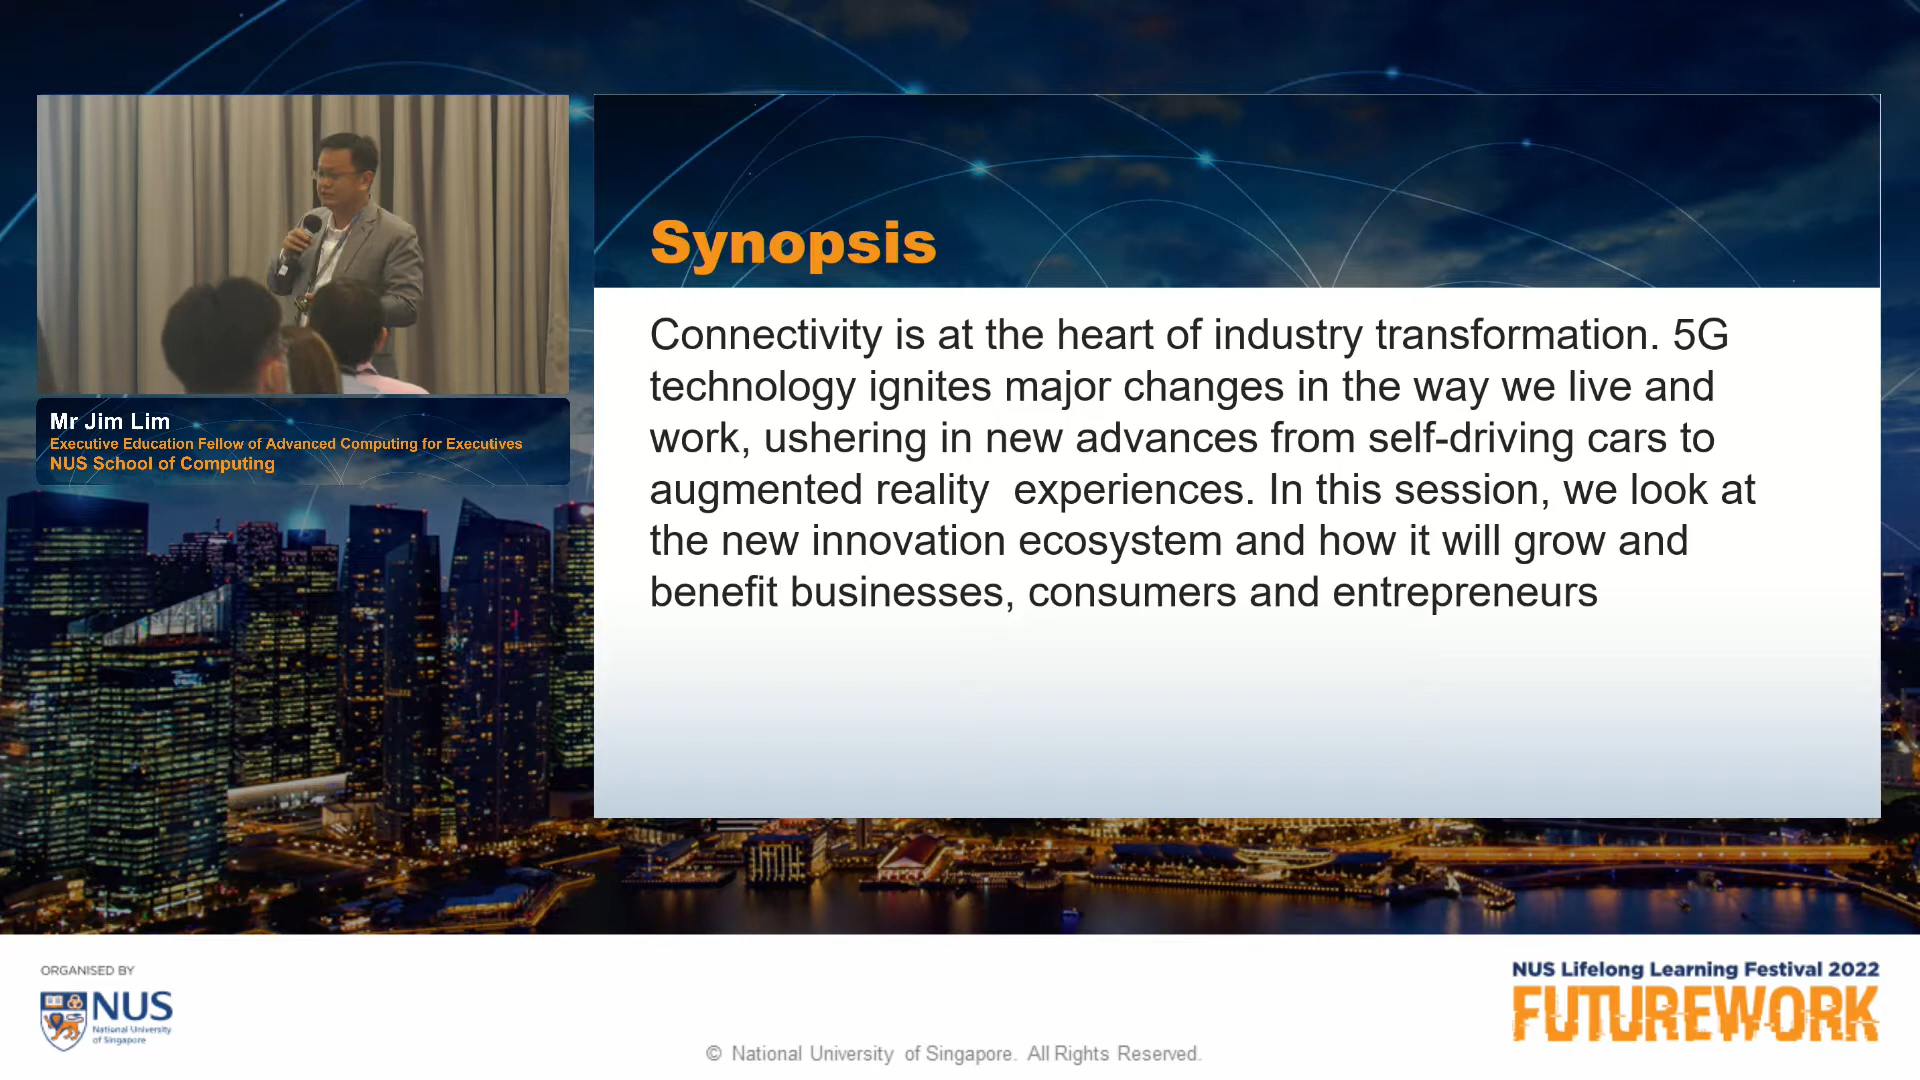 Synopsis
Connectivity is at the heart of industry transformation. 5G
technology ignites major changes in the way we live and
work, ushering in new advances from self-driving cars to
augmented reality  experiences. In this session, we look at
the new innovation ecosystem and how it will grow and
benefit businesses, consumers and entrepreneurs
Mr Jim Lim
Executive Education Fellow of Advanced Computing for Executives
NUS School of Computing
ORGANISED BY
NUS
National University
of Singapore
© National University of Singapore. All Rights Reserved.
NUS Lifelong Learning Festival 2022
FUTUREWORK